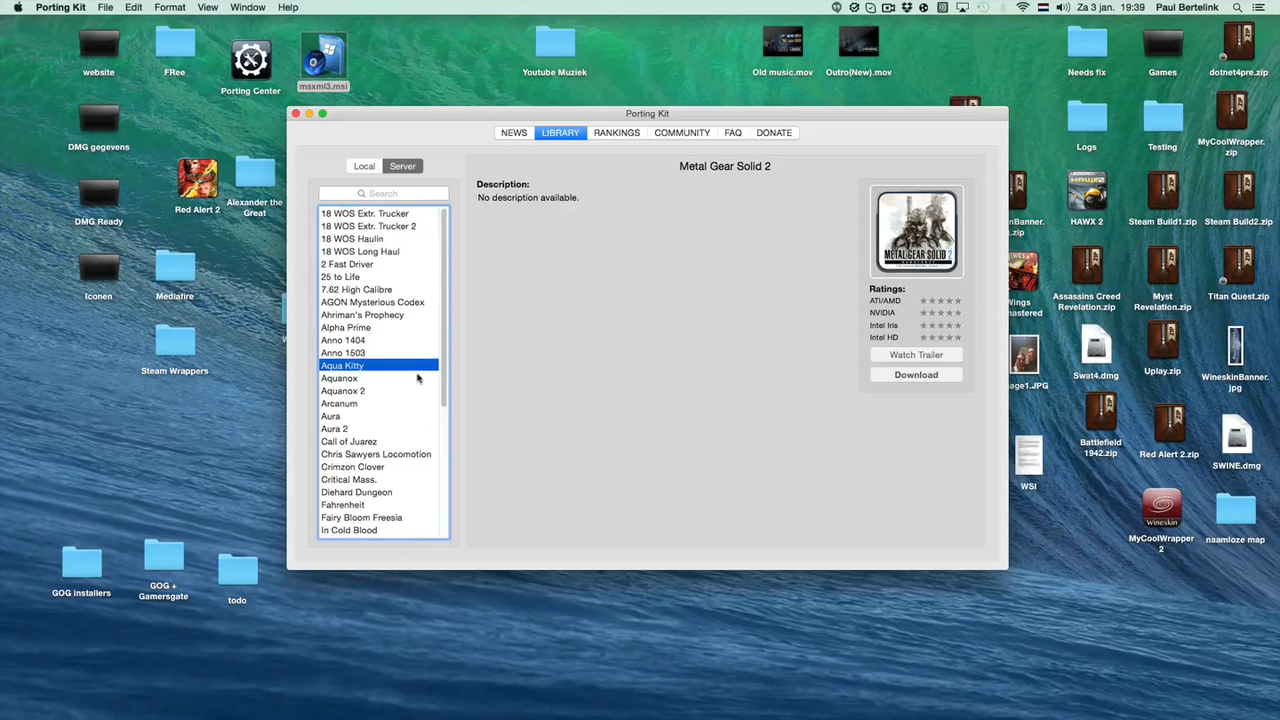 Porting Kit File Edit Format View Window Help
Za 3 jan. 19:39 Paul Bertelink
website
FRee
Porting Center
msxml3.msi
Youtube Muziek
Old music.mov
Outro(New).mov
Needs fix
Games
dotnet4pre.zip
DMG gegevens
Red Alert 2
Alexander the
Great
Logs
Testing
MyCoolWrapper.
zip
DMG Ready
HAWX 2
Steam Build1.zip
Steam Build2.zip
Iconen
Mediafire
Assassins Creed
Revelation.zip
Myst
Revelation.zip
Titan Quest.zip
Steam Wrappers
Swat4.dmg
Uplay.zip
WineskinBanner.
jpg
Battlefield
1942.zip
Red Alert 2.zip
SWINE.dmg
WSI
Wineskin
MyCoolWrapper
2
naamloze map
GOG installers
GOG +
Gamersgate
todo
Porting Kit
NEWS LIBRARY RANKINGS COMMUNITY FAQ DONATE
Local Server
Search
18 WOS Extr. Trucker
18 WOS Extr. Trucker 2
18 WOS Haulin
18 WOS Long Haul
2 Fast Driver
25 to Life
7.62 High Calibre
AGON Mysterious Codex
Ahriman's Prophecy
Alpha Prime
Anno 1404
Anno 1503
Aqua Kitty
Aquanox
Aquanox 2
Arcanum
Aura
Aura 2
Call of Juarez
Chris Sawyers Locomotion
Crimzon Clover
Critical Mass.
Diehard Dungeon
Fahrenheit
Fairy Bloom Freesia
In Cold Blood
Metal Gear Solid 2
Description:
No description available.
METAL GEAR SOLID 2
Ratings:
ATI/AMD
NVIDIA
Intel Iris
Intel HD
Watch Trailer
Download